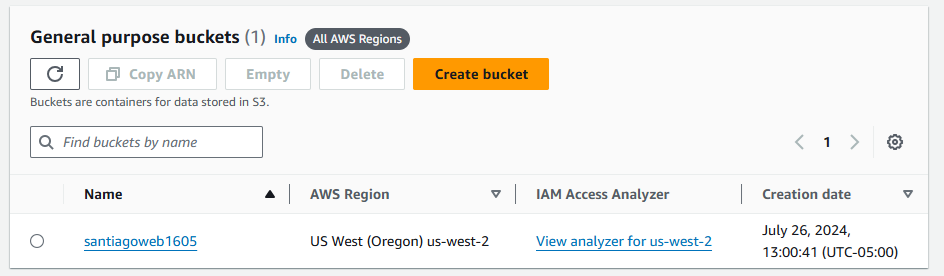 General purpose buckets (1) Info All AWS Regions
Copy ARN Empty Delete Create bucket
Buckets are containers for data stored in S3.
Find buckets by name 1
Name AWS Region IAM Access Analyzer Creation date
santiagoweb1605 US West (Oregon) us-west-2 View analyzer for us-west-2 July 26, 2024,
13:00:41 (UTC-05:00)